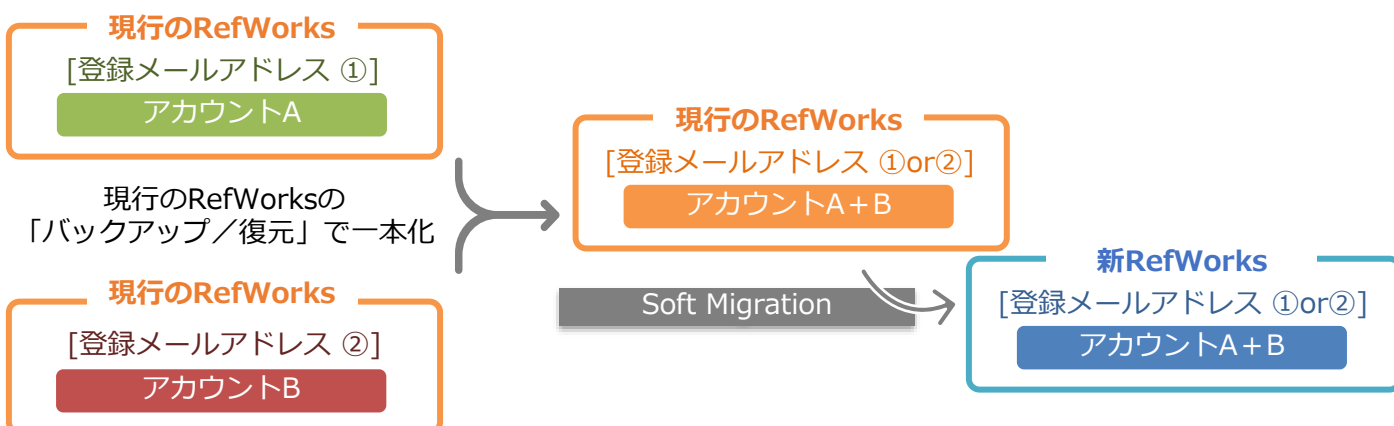 現行のRefWorks
[登録メールアドレス ①]
アカウントA
現行のRefWorksの
「バックアップ／復元」で一本化
現行のRefWorks
[登録メールアドレス ②]
アカウントB
現行のRefWorks
[登録メールアドレス ①or②]
アカウントA＋B
Soft Migration
新RefWorks
[登録メールアドレス ①or②]
アカウントA＋B